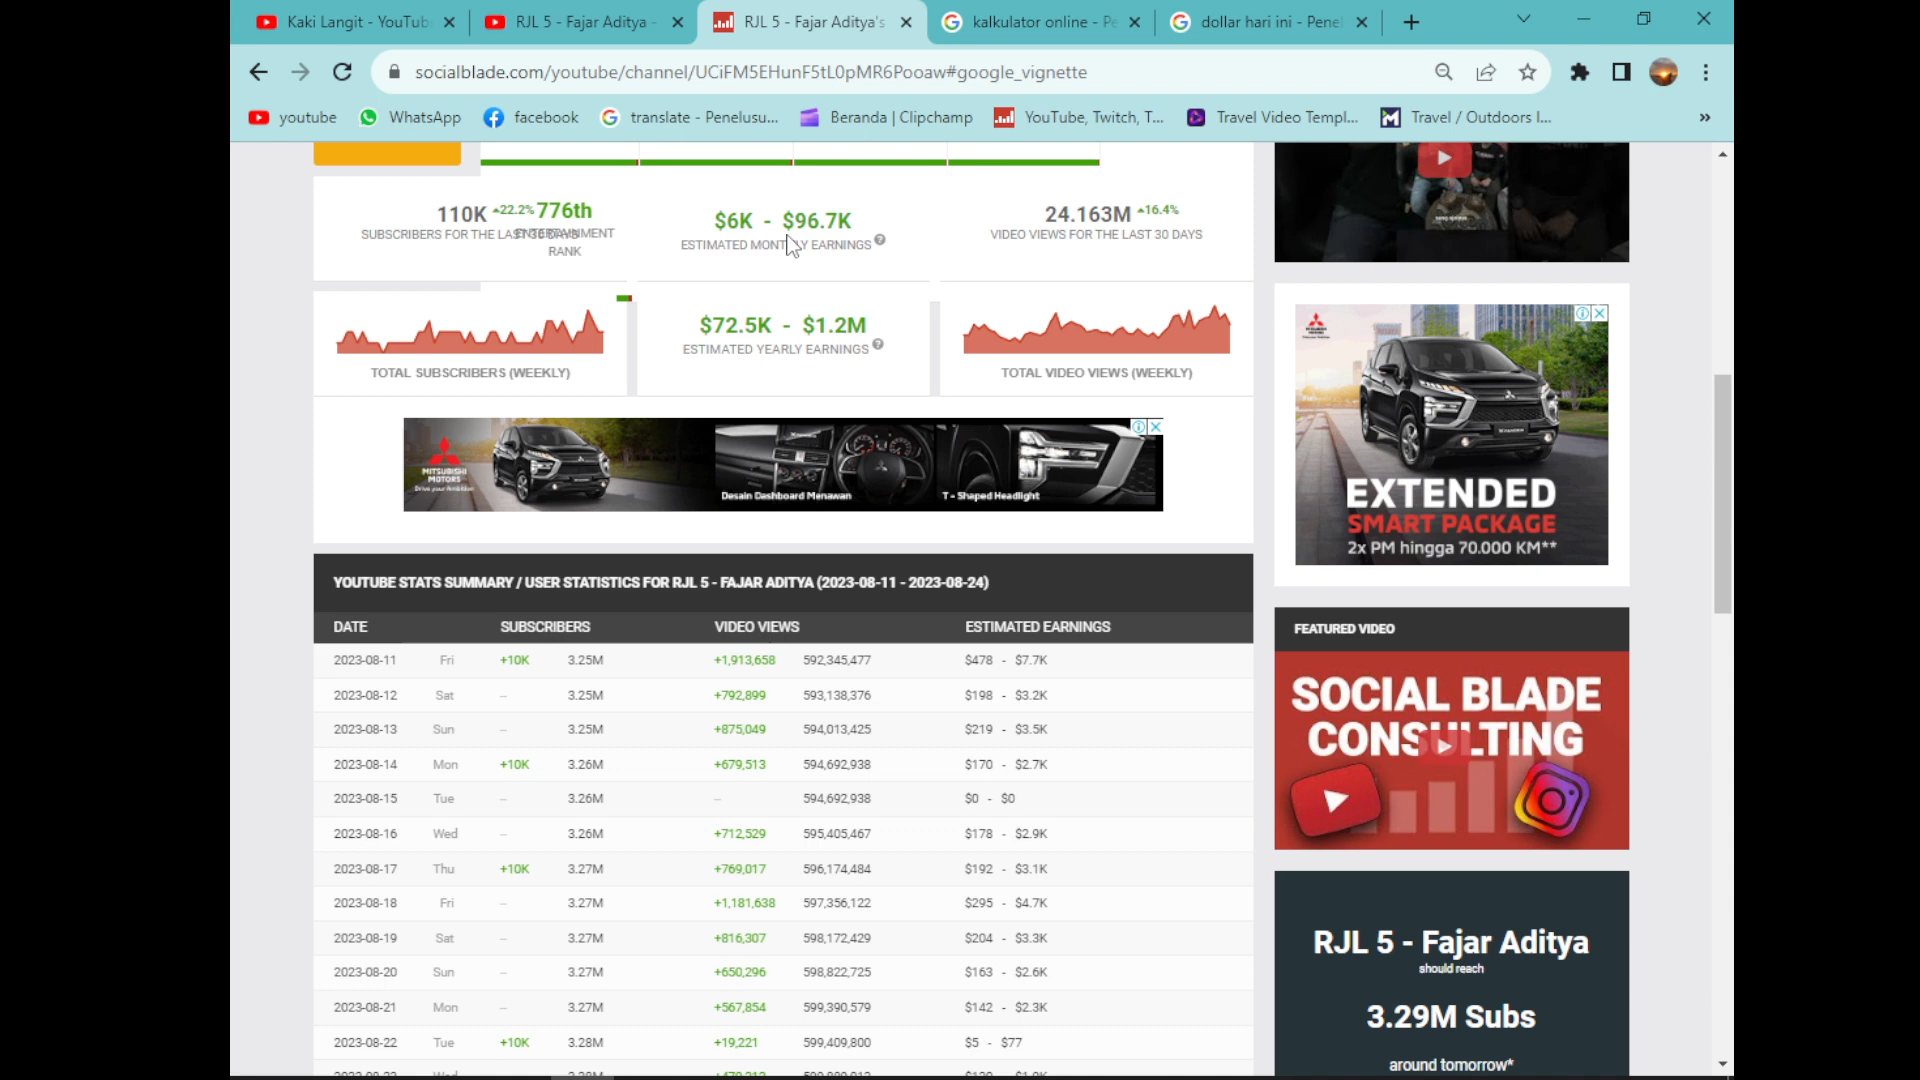 Kaki Langit - YouTub
RJL 5 - Fajar Aditya -
RJL 5 - Fajar Aditya's
kalkulator online - Pe
dollar hari ini - Penel
socialblade.com/youtube/channel/UCiFM5EHunF5tL0pMR6Pooaw#google_vignette
youtube
WhatsApp
facebook
translate - Penelusu...
Beranda | Clipchamp
YouTube, Twitch, T...
Travel Video Templ...
Travel / Outdoors I...
»
110K 22.2%
SUBSCRIBERS FOR THE LAST 30 DAYS
776th
ENTERTAINMENT
RANK
$6K - $96.7K
ESTIMATED MONTHLY EARNINGS
24.163M 16.4%
VIDEO VIEWS FOR THE LAST 30 DAYS
TOTAL SUBSCRIBERS (WEEKLY)
$72.5K - $1.2M
ESTIMATED YEARLY EARNINGS
TOTAL VIDEO VIEWS (WEEKLY)
MITSUBISHI
MOTORS
Drive your Ambition
Desain Dashboard Menawan
T - Shaped Headlight
EXTENDED
SMART PACKAGE
2x PM hingga 70.000 KM**
YOUTUBE STATS SUMMARY / USER STATISTICS FOR RJL 5 - FAJAR ADITYA (2023-08-11 - 2023-08-24)
DATE SUBSCRIBERS VIDEO VIEWS ESTIMATED EARNINGS
2023-08-11 Fri +10K 3.25M +1,913,658 592,345,477 $478 - $7.7K
2023-08-12 Sat -- 3.25M +792,899 593,138,376 $198 - $3.2K
2023-08-13 Sun -- 3.25M +875,049 594,013,425 $219 - $3.5K
2023-08-14 Mon +10K 3.26M +679,513 594,692,938 $170 - $2.7K
2023-08-15 Tue -- 3.26M -- 594,692,938 $0 - $0
2023-08-16 Wed -- 3.26M +712,529 595,405,467 $178 - $2.9K
2023-08-17 Thu +10K 3.27M +769,017 596,174,484 $192 - $3.1K
2023-08-18 Fri -- 3.27M +1,181,638 597,356,122 $295 - $4.7K
2023-08-19 Sat -- 3.27M +816,307 598,172,429 $204 - $3.3K
2023-08-20 Sun -- 3.27M +650,296 598,822,725 $163 - $2.6K
2023-08-21 Mon -- 3.27M +567,854 599,390,579 $142 - $2.3K
2023-08-22 Tue +10K 3.28M +19,221 599,409,800 $5 - $77
FEATURED VIDEO
SOCIAL BLADE
CONSULTING
RJL 5 - Fajar Aditya
should reach
3.29M Subs
around tomorrow*